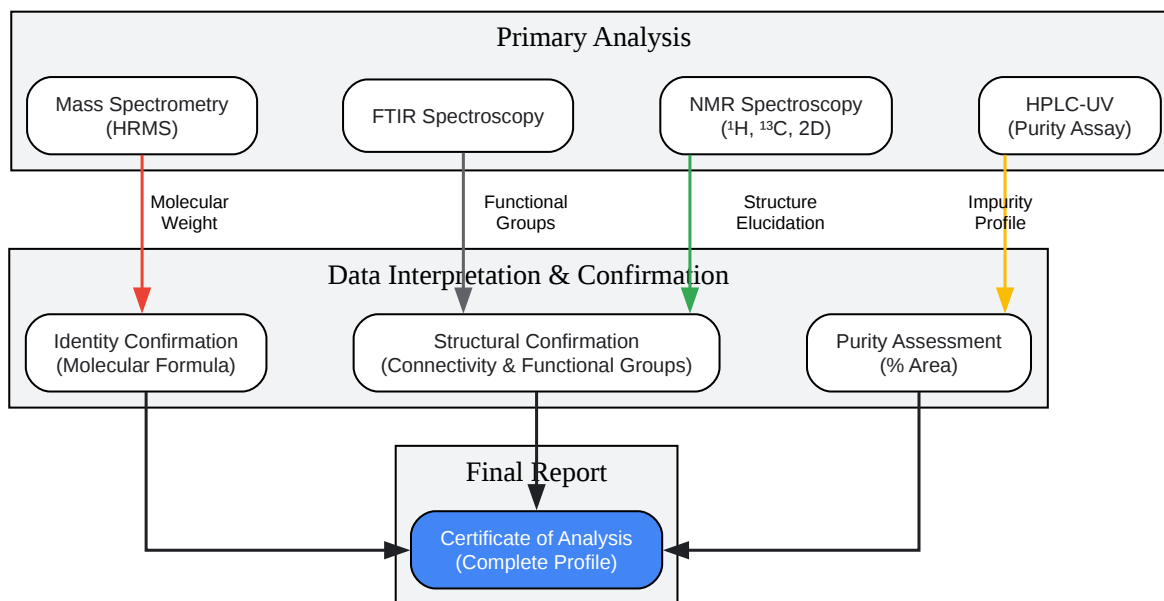 Primary Analysis
Mass Spectrometry
(HRMS)
FTIR Spectroscopy
NMR Spectroscopy
(¹H, ¹³C, 2D)
HPLC-UV
(Purity Assay)
Molecular
Weight
Functional
Groups
Structure
Elucidation
Impurity
Profile
Data Interpretation & Confirmation
Identity Confirmation
(Molecular Formula)
Structural Confirmation
(Connectivity & Functional Groups)
Purity Assessment
(% Area)
Final Report
Certificate of Analysis
(Complete Profile)